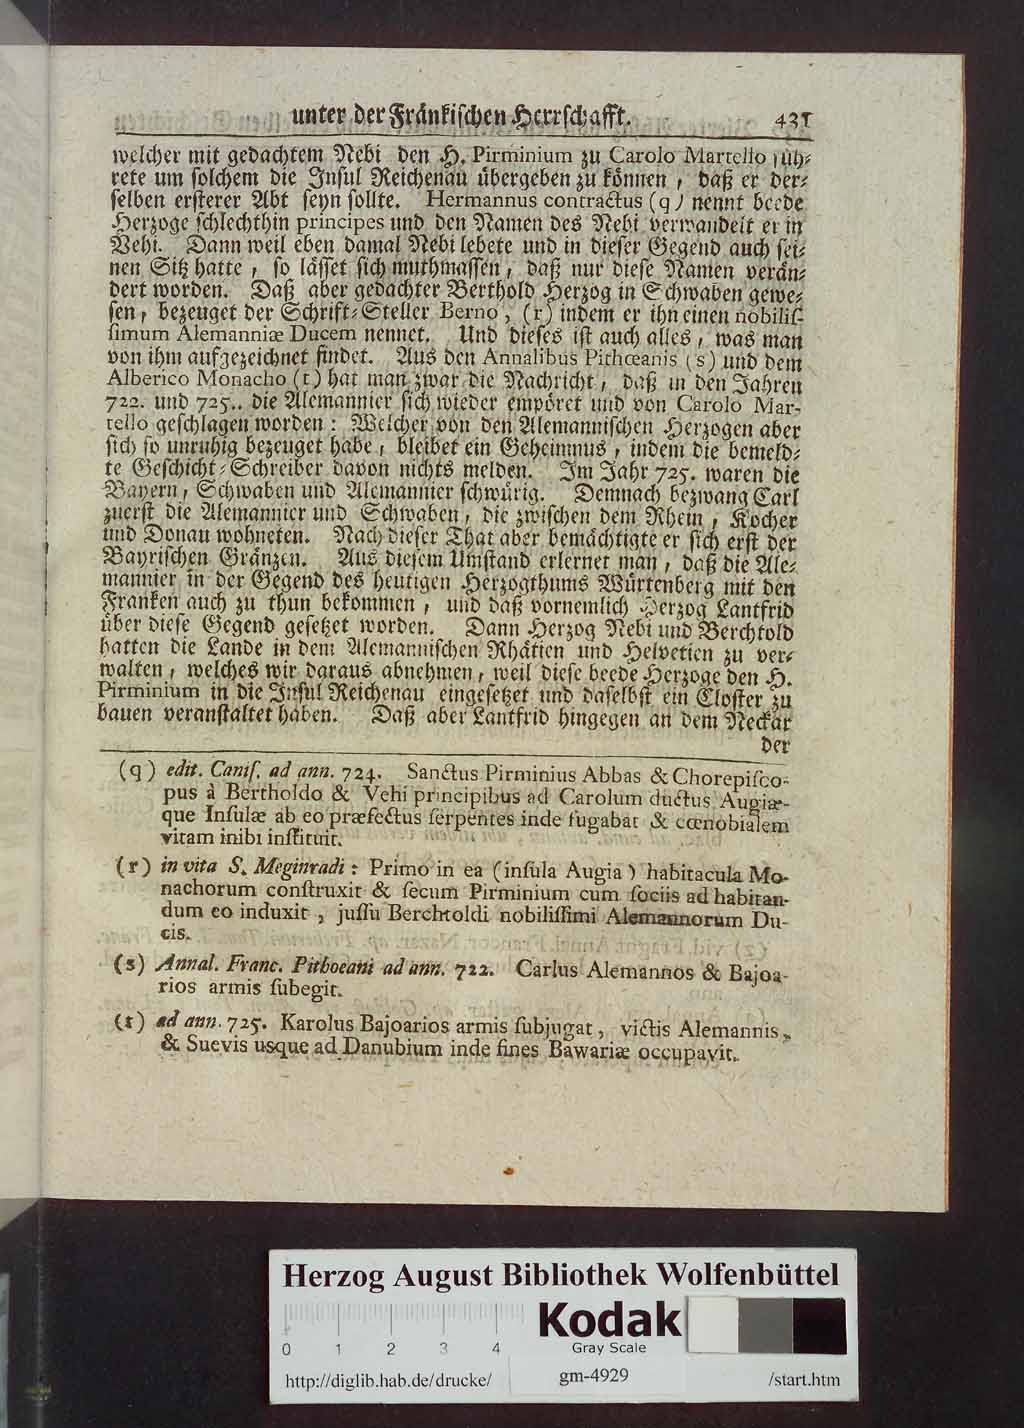 unter der Fränkischen Herrschafft. 431
welcher mit gedachtem Nebi den H. Pirminium zu Carolo Martello füh⸗
rete um solchem die Insul Reichenau übergeben zu können, daß er der⸗
selben ersterer Abt seyn sollte. Hermannus contractus (q) nennt beede
Herzoge schlechthin principes und den Namen des Nebi verwandelt er in
Vehi. Dann weil eben damal Nebi lebete und in dieser Gegend auch sei⸗
nen Sitz hatte, so lässet sich muthmassen, daß nur diese Namen verän⸗
dert worden. Daß aber gedachter Berthold Herzog in Schwaben gewe⸗
sen, bezeuget der Schrift⸗Steller Berno, (r) indem er ihn einen nobilis-
simum Alemanniæ Ducem nennet. Und dieses ist auch alles, was man
von ihm aufgezeichnet findet. Aus den Annalibus Pithœanis (s) und dem
Alberico Monacho (t) hat man zwar die Nachricht, daß in den Jahren
722. und 725.. die Alemannier sich wieder empöret und von Carolo Mar-
tello geschlagen worden: Welcher von den Alemannischen Herzogen aber
sich so unruhig bezeuget habe, bleibet ein Geheimnus, indem die bemeld⸗
te Geschicht⸗Schreiber davon nichts melden. Im Jahr 725. waren die
Bayern, Schwaben und Alemannier schwürig. Demnach bezwang Carl
zuerst die Alemannier und Schwaben, die zwischen dem Rhein, Kocher
und Donau wohneten. Nach dieser That aber bemächtigte er sich erst der
Bayrischen Gränzen. Aus diesem Umstand erlernet man, daß die Ale⸗
mannier in der Gegend des heutigen Herzogthums Würtenberg mit den
Franken auch zu thun bekommen, und daß vornemlich Herzog Lantfrid
über diese Gegend gesetzet worden. Dann Herzog Nebi und Berchtold
hatten die Lande in dem Alemannischen Rhätien und Helvetien zu ver⸗
walten, welches wir daraus abnehmen, weil diese beede Herzoge den H.
Pirminium in die Insul Reichenau eingesetzet und daselbst ein Closter zu
bauen veranstaltet haben. Daß aber Lantfrid hingegen an dem Neckar
der
(q) edit. Canis. ad ann. 724. Sanctus Pirminius Abbas & Chorepisco-
pus à Bertholdo & Vehi principibus ad Carolum ductus Augiæ-
que Insulæ ab eo præfectus serpentes inde fugabat & cœnobialem
vitam inibi instituit.
(r) in vita S. Meginradi: Primo in ea (insula Augia) habitacula Mo-
nachorum construxit & secum Pirminium cum sociis ad habitan-
dum eo induxit, jussu Berchtoldi nobilissimi Alemannorum Du-
cis.
(s) Annal. Franc. Pithoeani ad ann. 722. Carlus Alemannos & Bajoa-
rios armis subegit.
(t) ad ann. 725. Karolus Bajoarios armis subjugat, victis Alemannis,
& Suevis usque ad Danubium inde fines Bawariæ occupavit.
Herzog August Bibliothek Wolfenbüttel
Kodak
Gray Scale
0 1 2 3 4
http://diglib.hab.de/drucke/ gm-4929 /start.htm